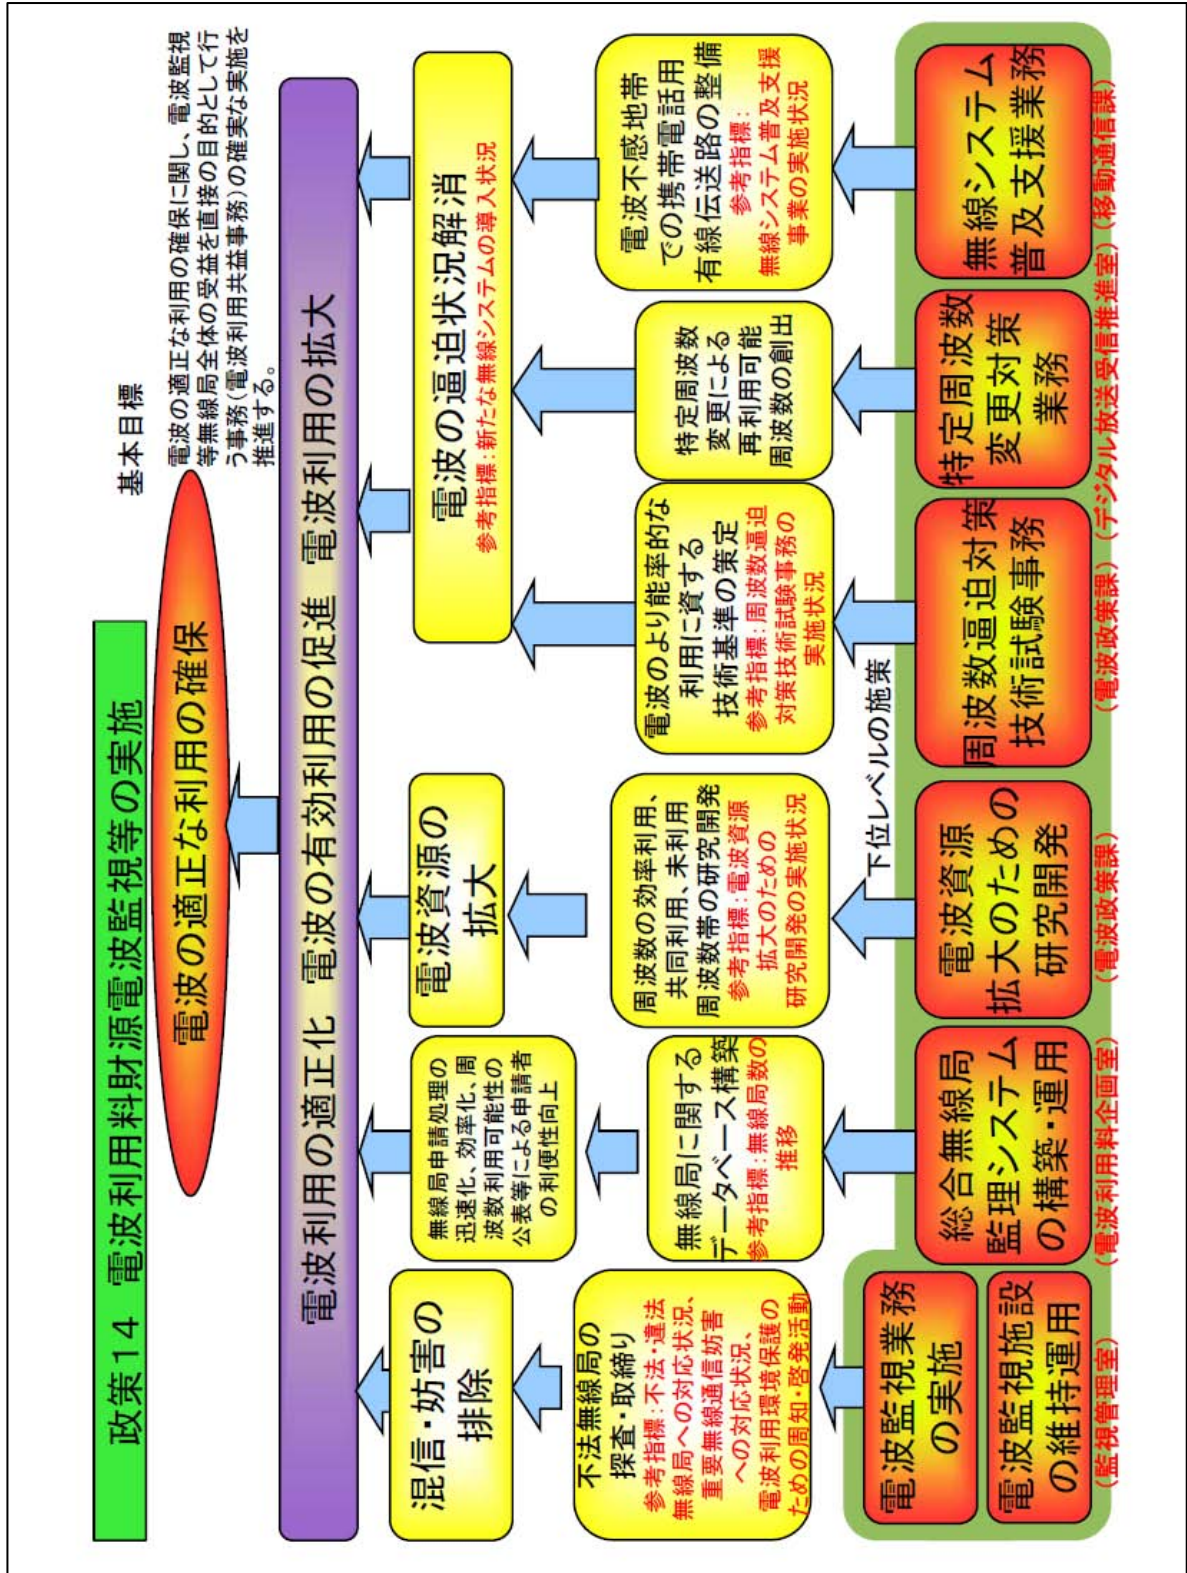 政策14　電波利用料財源電波監視等の実施
基本目標
電波の適正な利用の確保
電波の適正な利用の確保に関し、電波監視
等無線局全体の受益を直接の目的として行
う事務(電波利用共益事務)の確実な実施を
推進する。
電波利用の適正化　電波の有効利用の促進　電波利用の拡大
混信・妨害の
排除
無線局申請処理の
迅速化、効率化、周
波数利用可能性の
公表等による申請者
の利便性向上
電波資源の
拡大
電波の逼迫状況解消
参考指標：新たな無線システムの導入状況
不法無線局の
探査・取締り
参考指標：不法・違法
無線局への対応状況、
重要無線通信妨害
への対応状況、
電波利用環境保護の
ための周知・啓発活動
無線局に関する
データベース構築
参考指標：無線局数の
推移
周波数の効率利用、
共同利用、未利用
周波数帯の研究開発
参考指標：電波資源
拡大のための
研究開発の実施状況
電波のより能率的な
利用に資する
技術基準の策定
参考指標：周波数逼迫
対策技術試験事務の
実施状況
特定周波数
変更による
再利用可能
周波数の創出
電波不感地帯
での携帯電話用
有線伝送路の整備
参考指標：
無線システム普及支援
事業の実施状況
下位レベルの施策
電波監視業務
の実施
電波監視施設
の維持運用
(監視管理室)
総合無線局
監理システム
の構築・運用
(電波利用料企画室)
電波資源
拡大のための
研究開発
(電波政策課)
周波数逼迫対策
技術試験事務
(電波政策課)
特定周波数
変更対策
業務
(デジタル放送受信推進室)
無線システム
普及支援業務
(移動通信課)